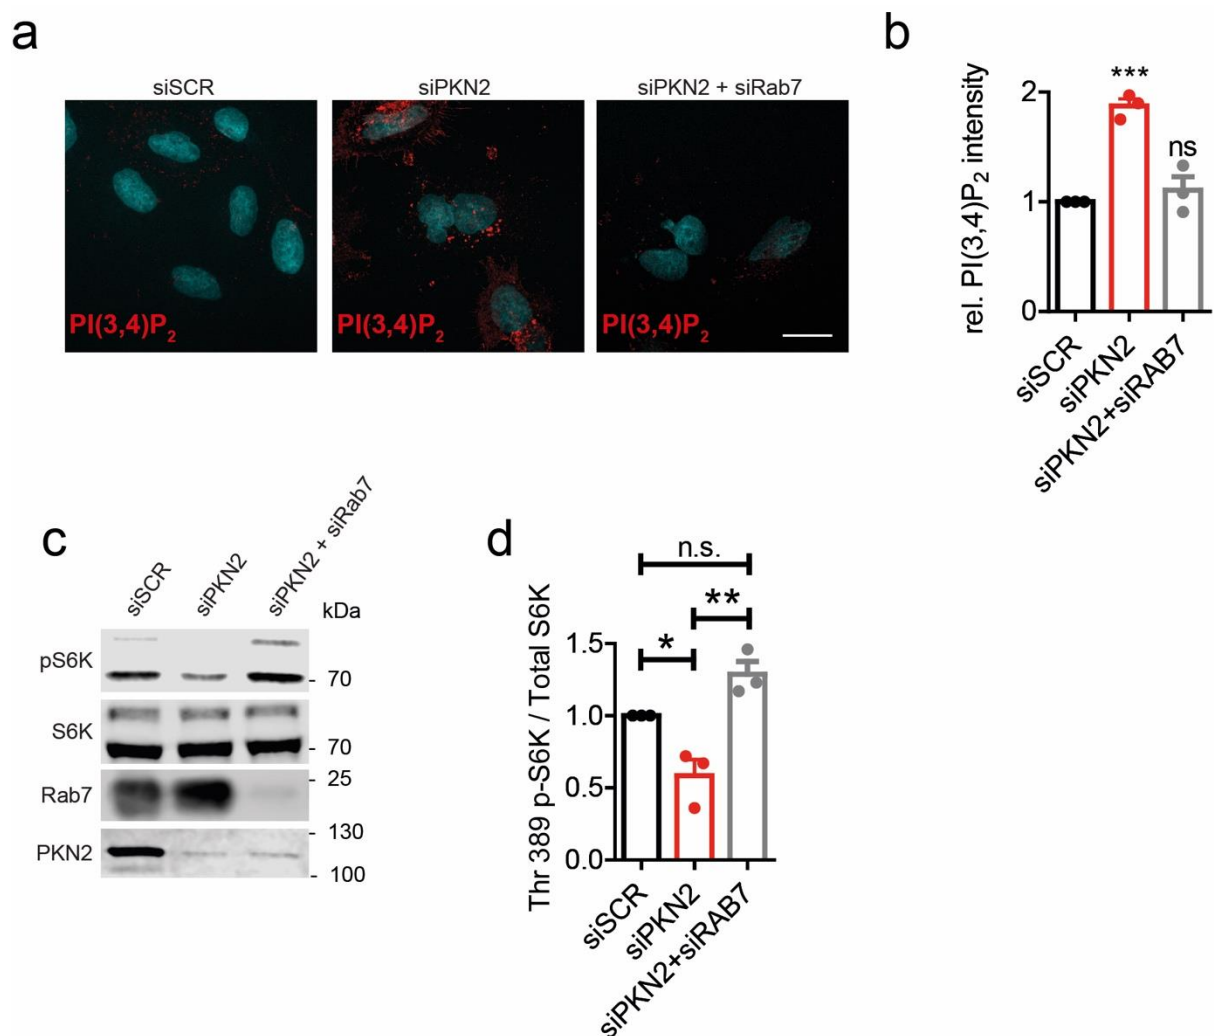 a
siSCR
siPKN2
siPKN2 + siRab7
PI(3,4)P2
PI(3,4)P2
PI(3,4)P2
b
rel. PI(3,4)P2 intensity
2
1
0
***
ns
siSCR
siPKN2
siPKN2+siRAB7
c
siSCR
siPKN2
siPKN2 + siRab7
kDa
pS6K
- 70
S6K
- 70
Rab7
- 25
PKN2
- 130
- 100
d
n.s.
**
*
Thr 389 p-S6K / Total S6K
1.5
1.0
0.5
0.0
siSCR
siPKN2
siPKN2+siRAB7